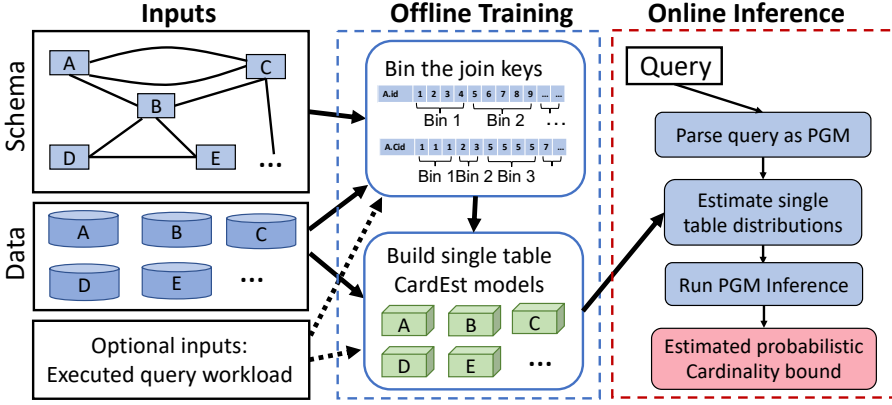 Inputs
Offline Training
Online Inference
Schema
A
C
B
D
E
...
Data
A
B
C
D
E
...
Optional inputs:
Executed query workload
Bin the join keys
A.id 1 2 3 4 5 6 7 8 9 ... ...
Bin 1 Bin 2 ...
A.Cid 1 1 1 2 3 5 5 5 5 7 ...
Bin 1 Bin 2 Bin 3
Build single table
CardEst models
A
B
C
D
E
...
Query
Parse query as PGM
Estimate single
table distributions
Run PGM Inference
Estimated probabilistic
Cardinality bound